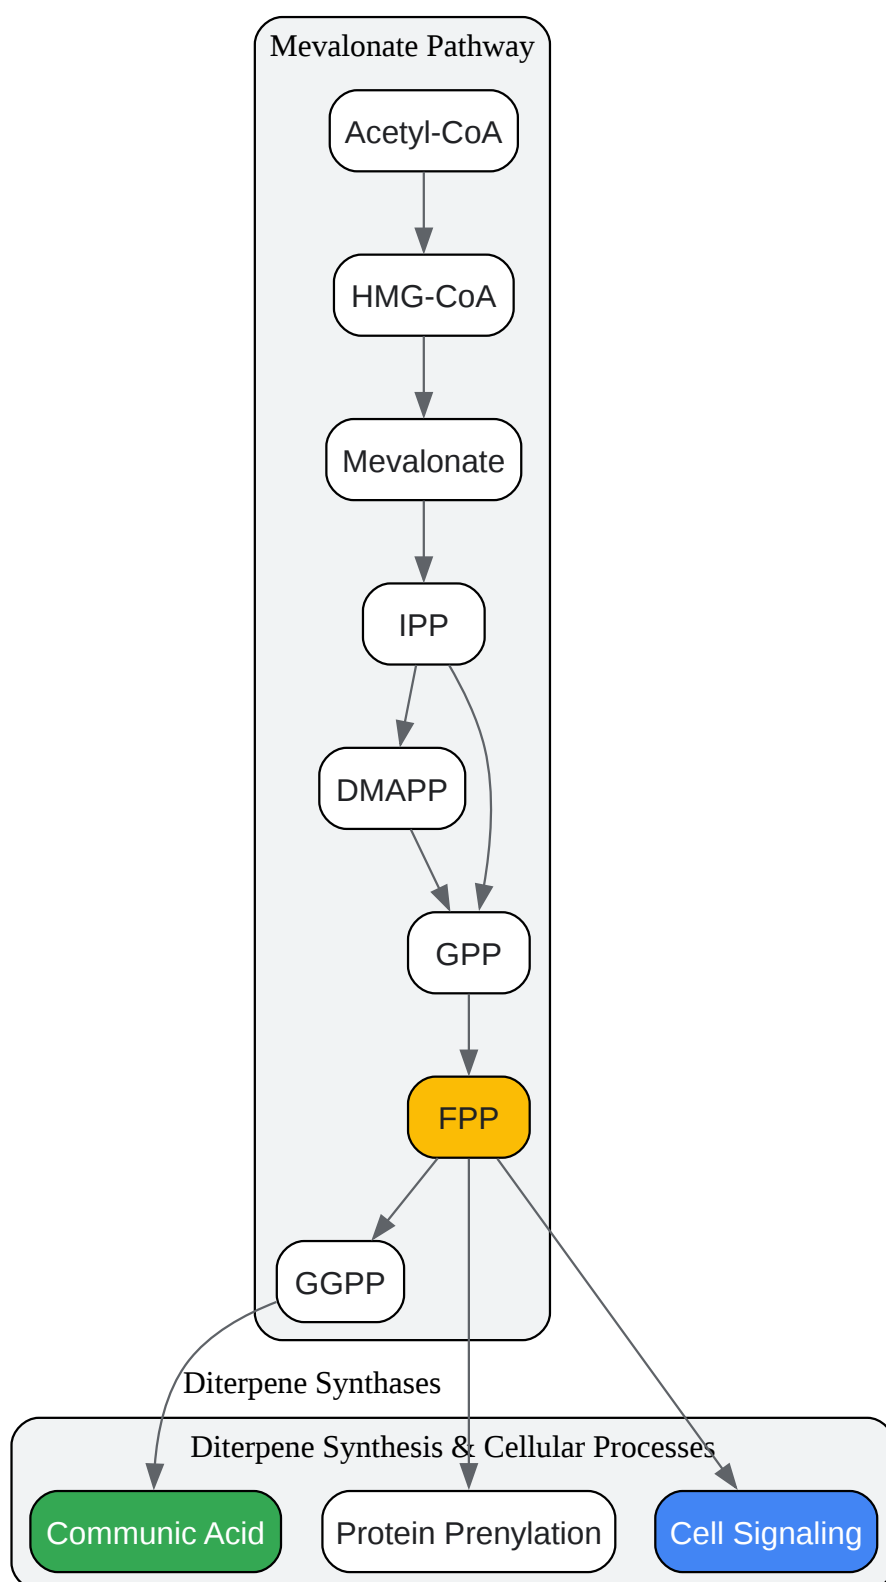 Mevalonate Pathway
Acetyl-CoA
HMG-CoA
Mevalonate
IPP
DMAPP
GPP
FPP
GGPP
Diterpene Synthases
Diterpene Synthesis & Cellular Processes
Communic Acid
Protein Prenylation
Cell Signaling